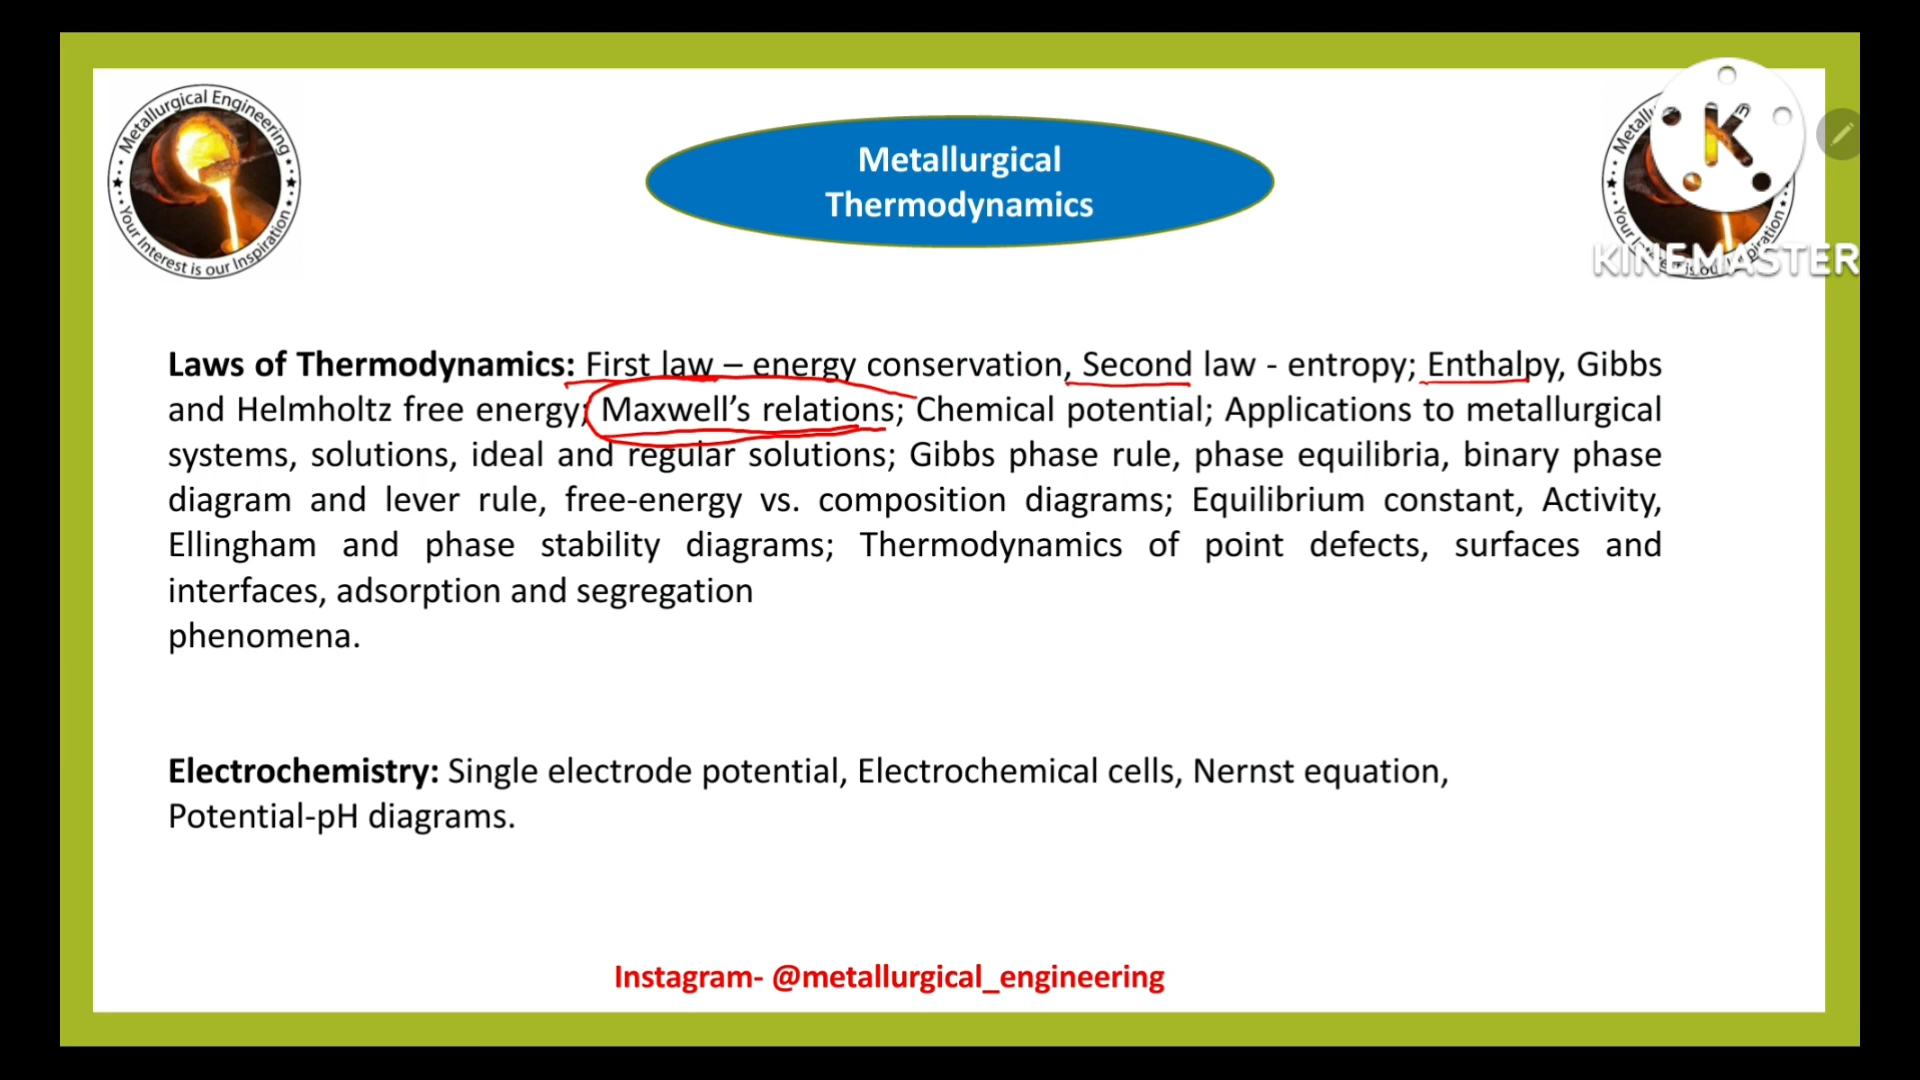 Metallurgical Engineering
Your Interest is our Inspiration
Metallurgical
Thermodynamics
KINEMASTER
Laws of Thermodynamics: First law – energy conservation, Second law - entropy; Enthalpy, Gibbs
and Helmholtz free energy; Maxwell’s relations; Chemical potential; Applications to metallurgical
systems, solutions, ideal and regular solutions; Gibbs phase rule, phase equilibria, binary phase
diagram and lever rule, free-energy vs. composition diagrams; Equilibrium constant, Activity,
Ellingham and phase stability diagrams; Thermodynamics of point defects, surfaces and
interfaces, adsorption and segregation
phenomena.
Electrochemistry: Single electrode potential, Electrochemical cells, Nernst equation,
Potential-pH diagrams.
Instagram- @metallurgical_engineering